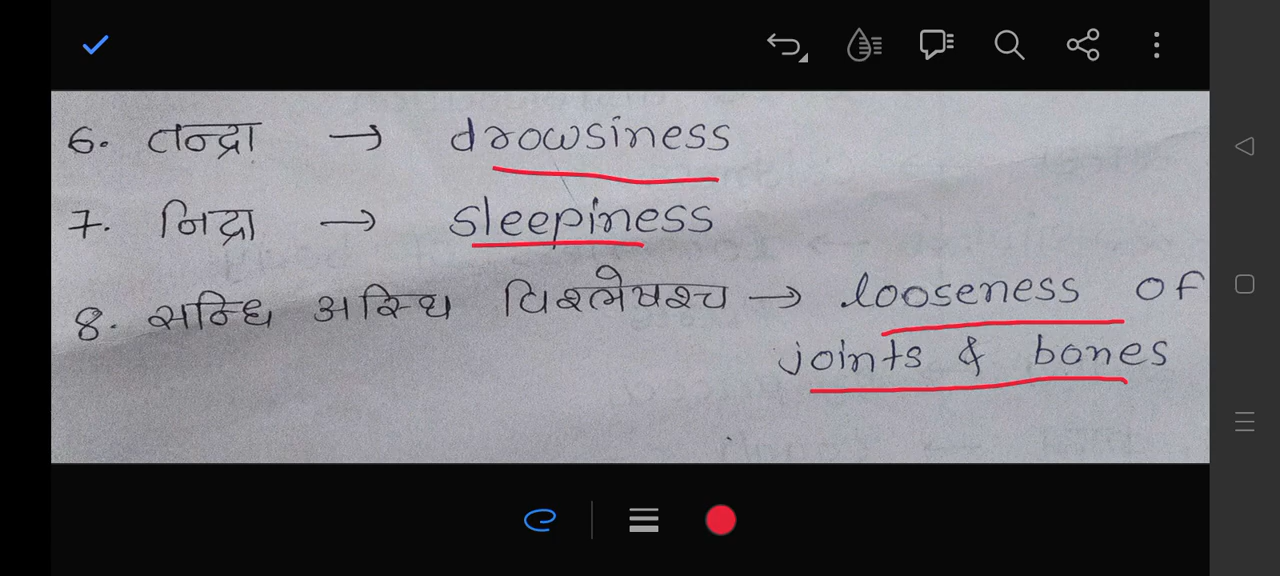 6. तन्द्रा → drowsiness
7. निद्रा → sleepiness
8. सन्धि अस्थि विश्लेषश्च → looseness of
joints & bones